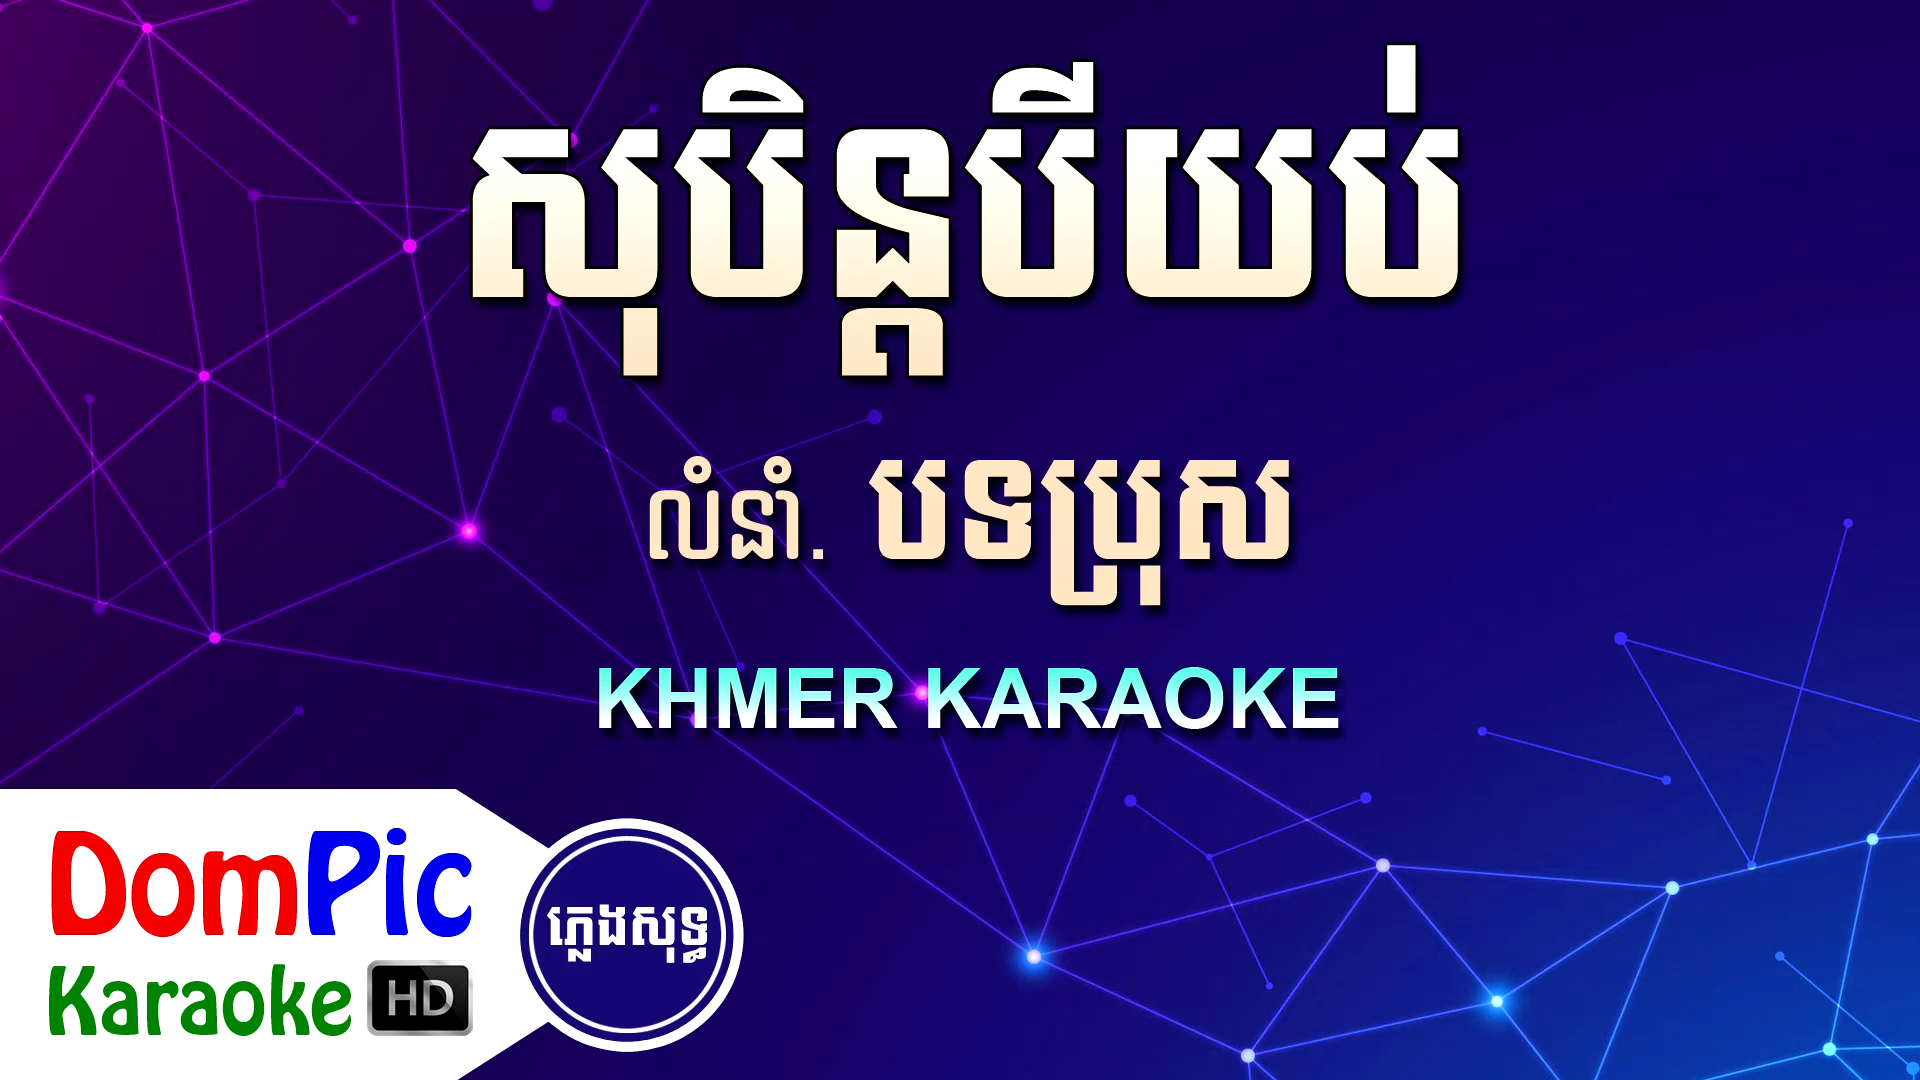 សុបិន្តបីយប់
លំនាំ. បទប្រុស
KHMER KARAOKE
DomPic
Karaoke HD
ភ្លេងសុទ្ធ